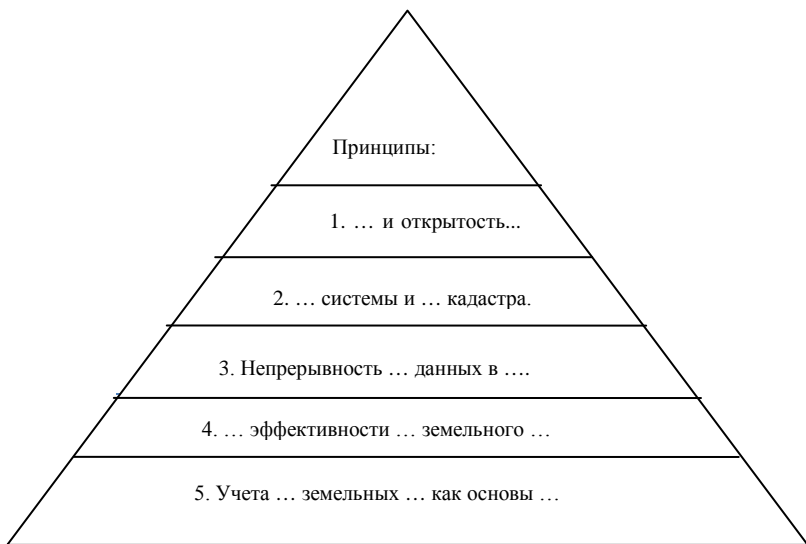 Принципы:
1. … и открытость...
2. … системы и … кадастра.
3. Непрерывность … данных в ….
4. … эффективности … земельного …
5. Учета … земельных … как основы …